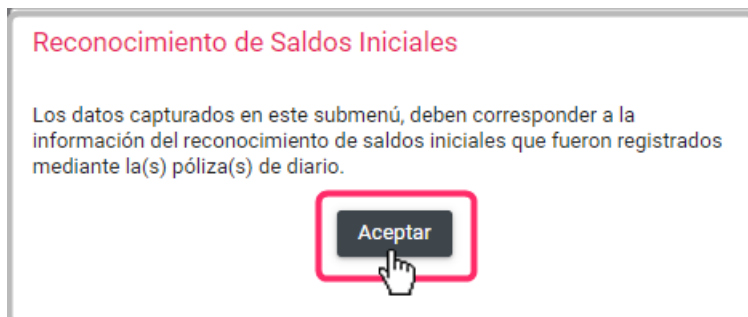 Reconocimiento de Saldos Iniciales
Los datos capturados en este submenú, deben corresponder a la
información del reconocimiento de saldos iniciales que fueron registrados
mediante la(s) póliza(s) de diario.
Aceptar